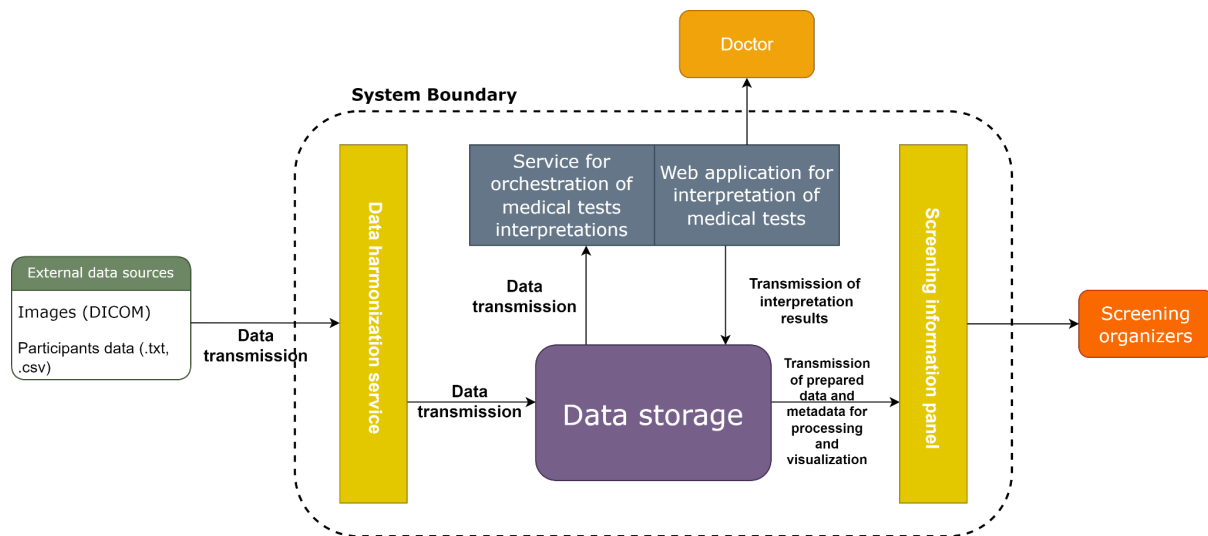 Doctor
System Boundary
Service for
orchestration of
medical tests
interpretations
Web application for
interpretation of
medical tests
Data harmonization service
Screening information panel
External data sources
Images (DICOM)
Participants data (.txt,
.csv)
Data
transmission
Data
transmission
Transmission of
interpretation
results
Screening
organizers
Data
transmission
Data storage
Transmission
of prepared
data and
metadata for
processing
and
visualization